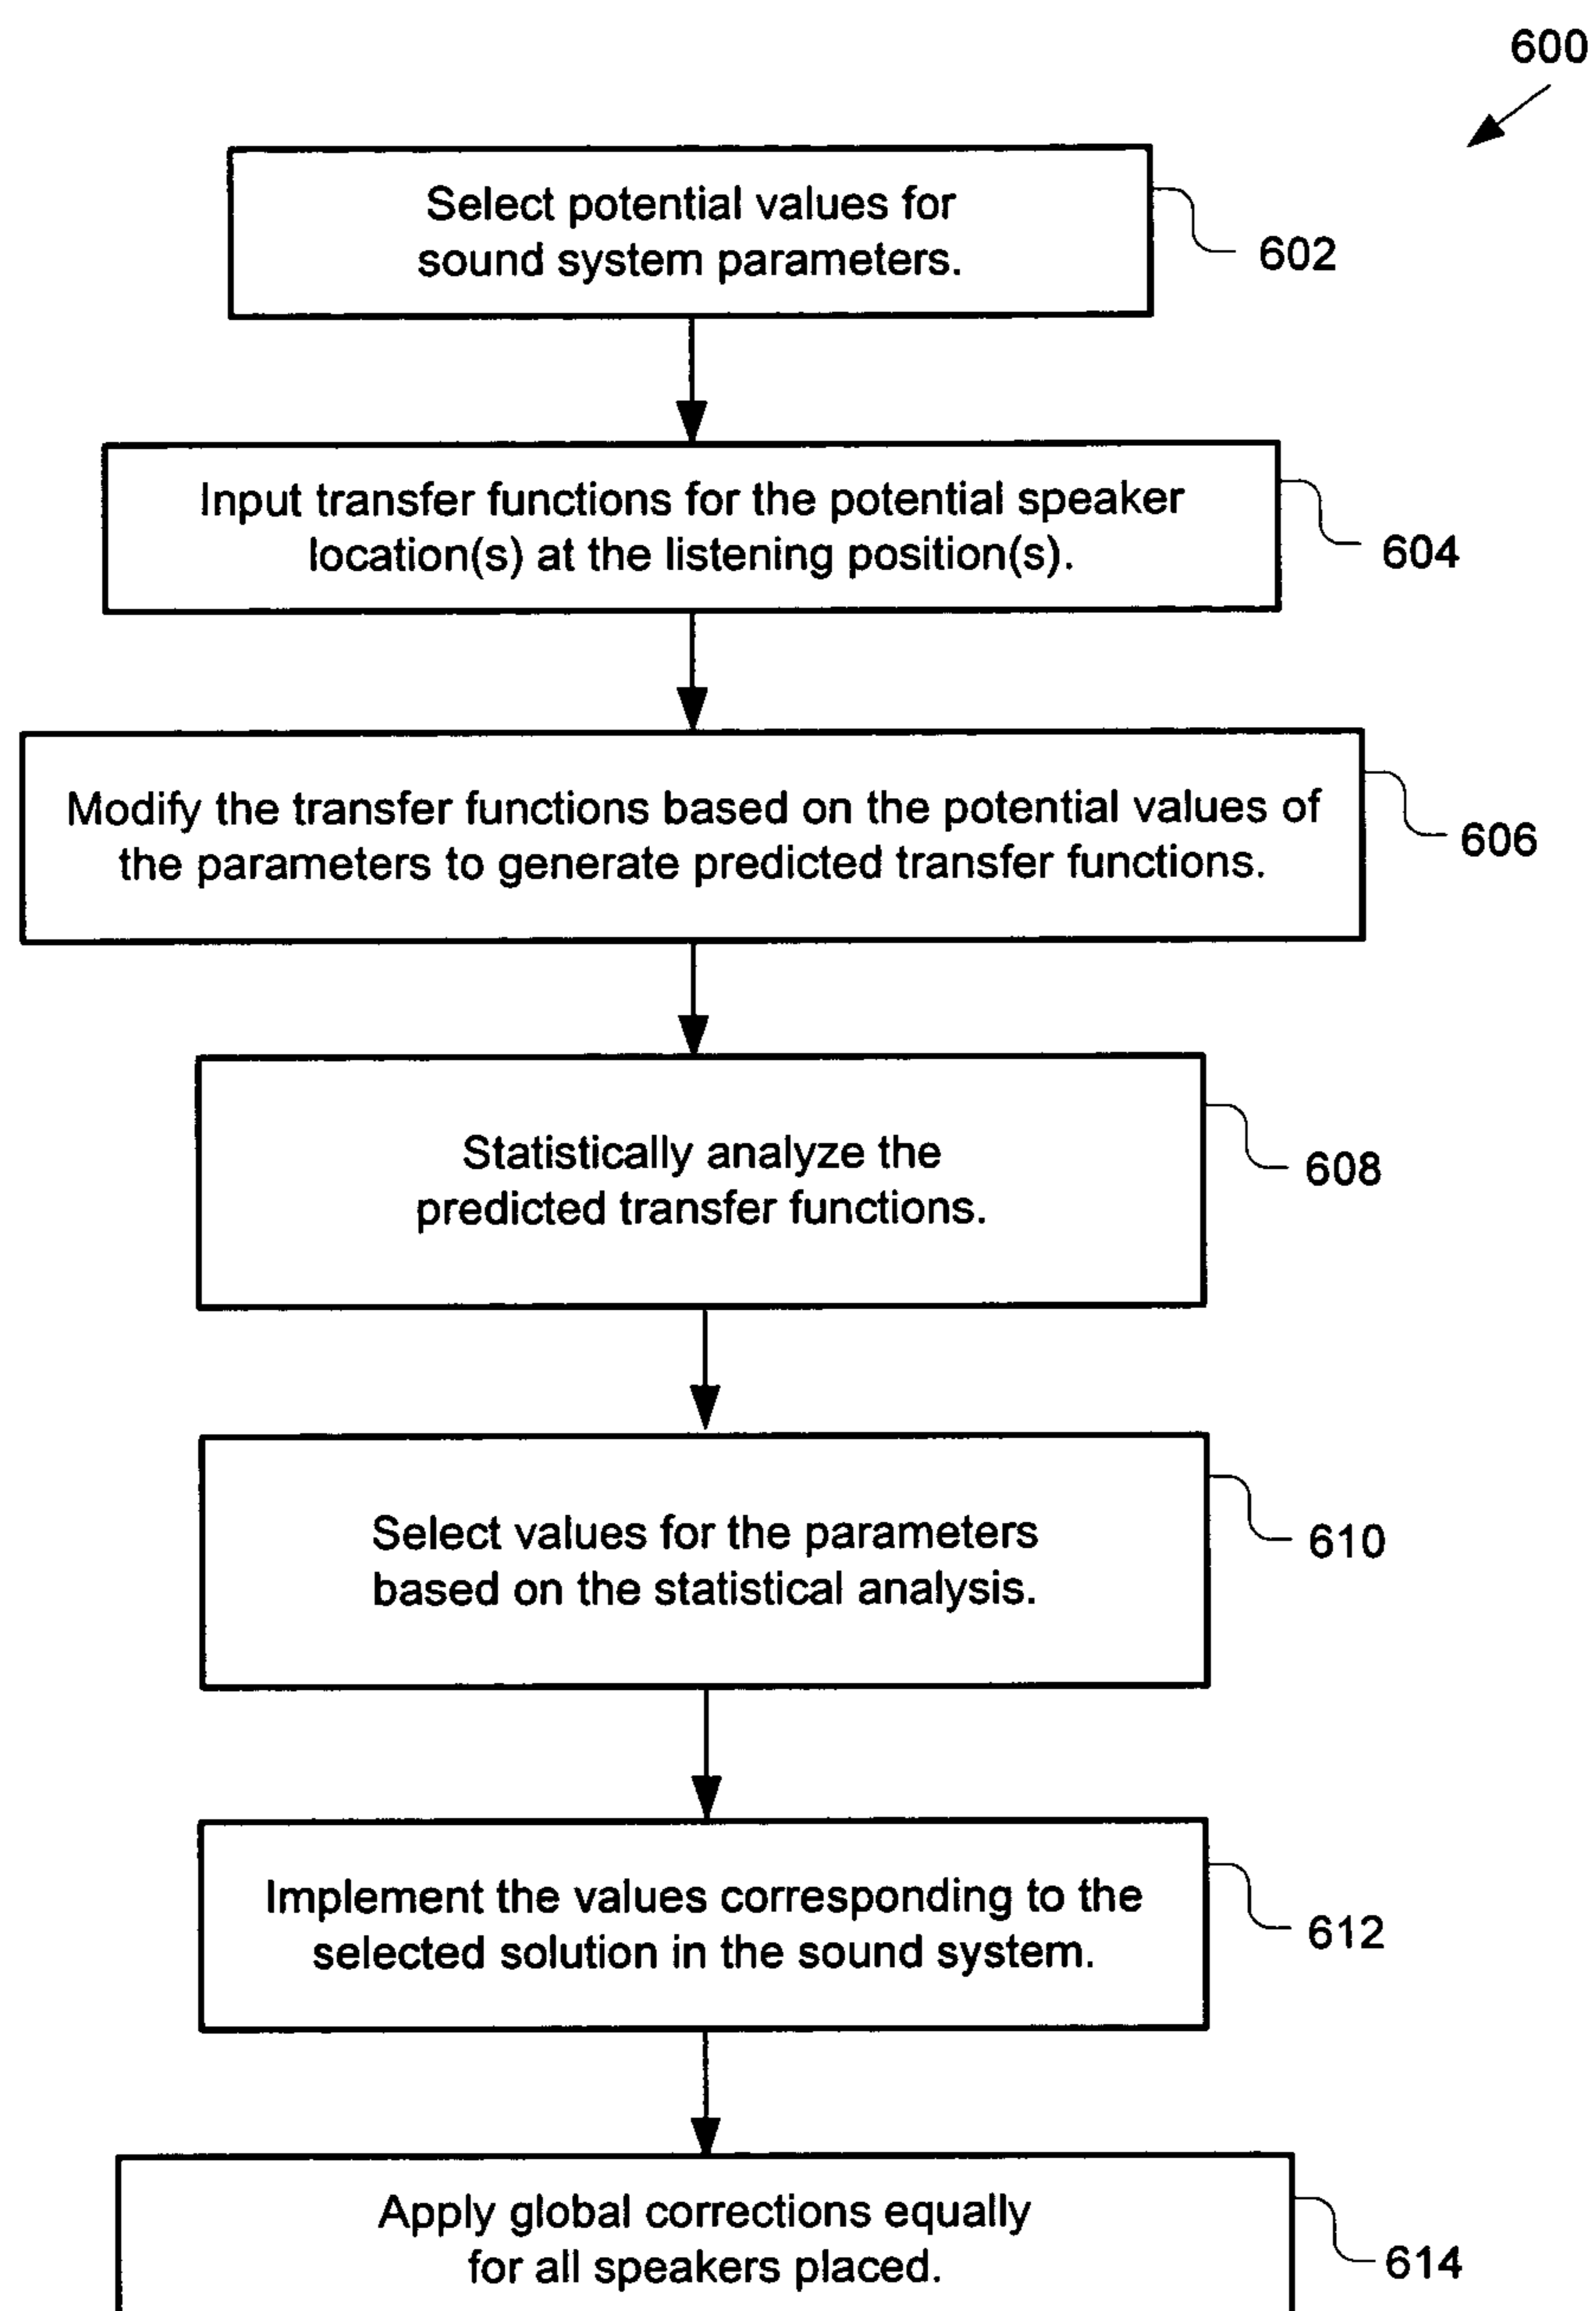 600
Select potential values for
sound system parameters.
602
Input transfer functions for the potential speaker
location(s) at the listening position(s).
604
Modify the transfer functions based on the potential values of
the parameters to generate predicted transfer functions.
606
Statistically analyze the
predicted transfer functions.
608
Select values for the parameters
based on the statistical analysis.
610
Implement the values corresponding to the
selected solution in the sound system.
612
Apply global corrections equally
for all speakers placed.
614